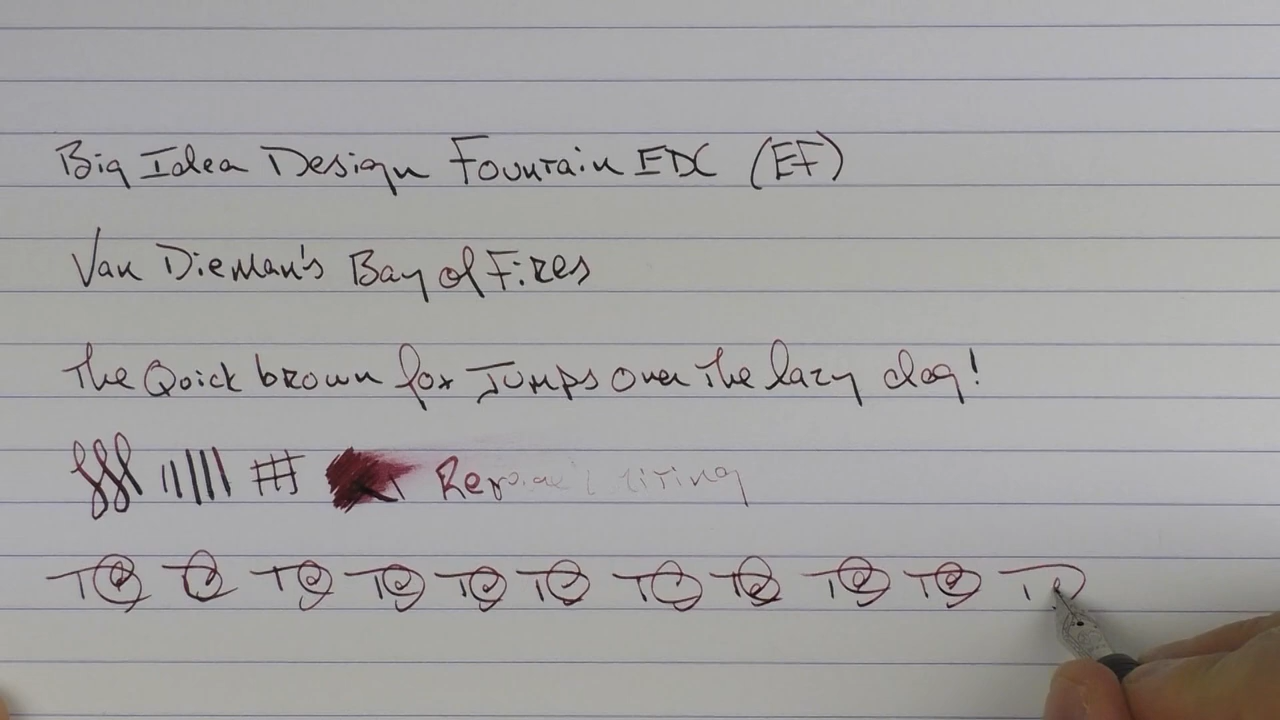 Big Idea Design Fountain EDC (EF)
Van Dieman's Bay of Fires
The Quick brown fox Jumps over The lazy dog!
writing